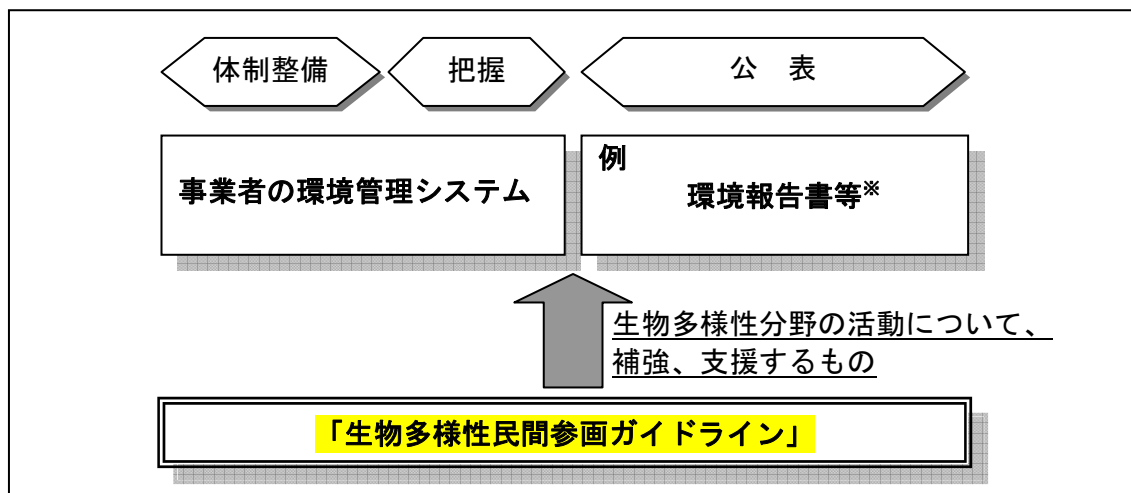 体制整備 把握 公 表
事業者の環境管理システム
例
環境報告書等※
生物多様性分野の活動について、
補強、支援するもの
「生物多様性民間参画ガイドライン」